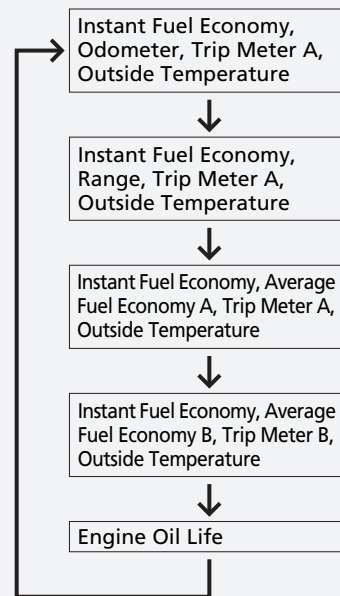 Instant Fuel Economy,
Odometer, Trip Meter A,
Outside Temperature
Instant Fuel Economy,
Range, Trip Meter A,
Outside Temperature
Instant Fuel Economy, Average
Fuel Economy A, Trip Meter A,
Outside Temperature
Instant Fuel Economy, Average
Fuel Economy B, Trip Meter B,
Outside Temperature
Engine Oil Life